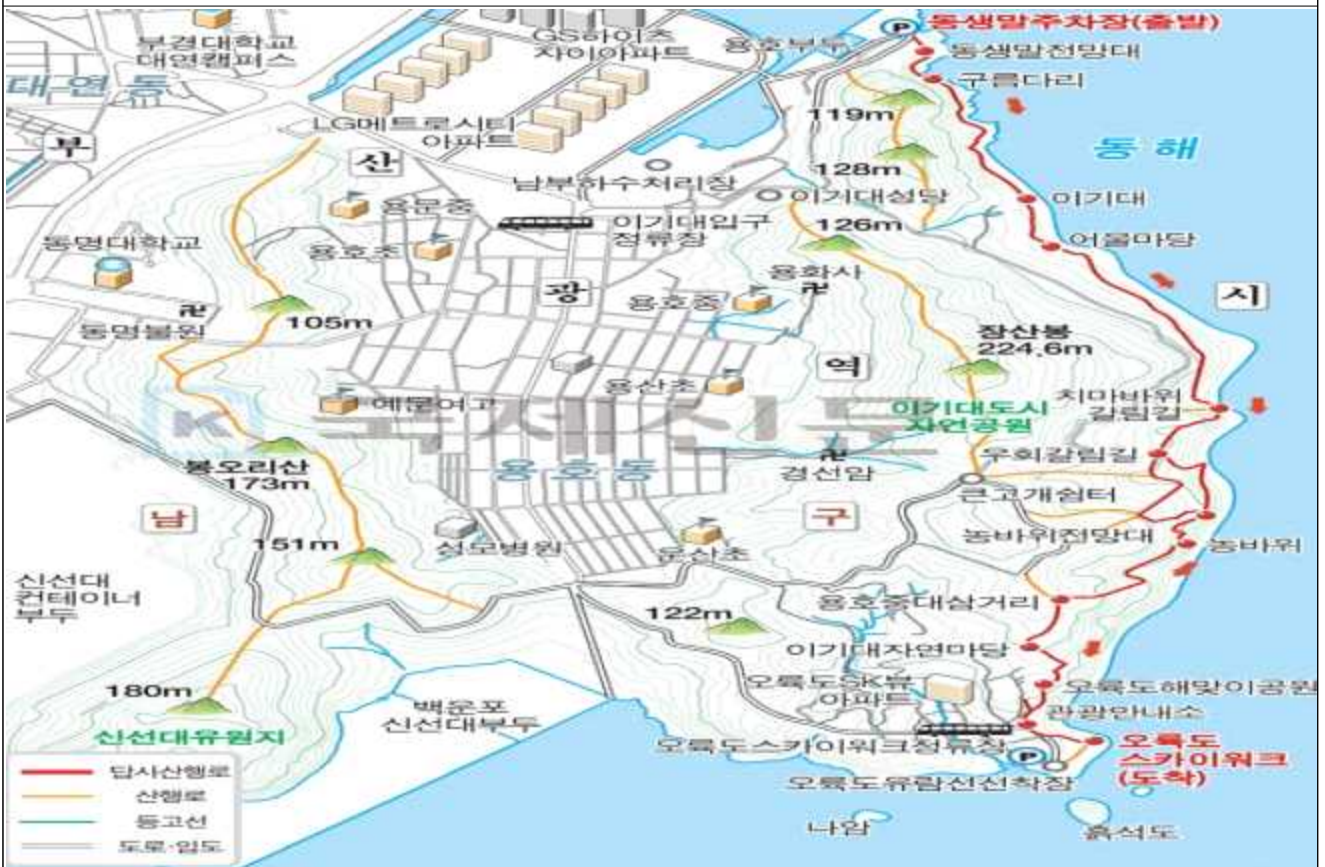 동생말주차장(출발)
부경대학교
대연캠퍼스
GS하이츠
자이아파트
용호부두
동생말전망대
구름다리
대연동
LG메트로시티
아파트
119m
동해
부
산
128m
남부하수처리장
이기대성당
이기대
용문중
이기대입구
정류장
126m
어울마당
동명대학교
용호초
용화사
광
용호중
시
동명불원
105m
장산봉
224.6m
역
용산초
치마바위
갈림길
예문여고
이기대도시
자연공원
국제신문
우회갈림길
봉오리산
173m
용호동
경선암
큰고개쉼터
남
구
151m
성모병원
운산초
농바위전망대
농바위
신선대
컨테이너
부두
122m
용호중대삼거리
이기대자연마당
180m
오륙도SK뷰
아파트
오륙도해맞이공원
백운포
신선대부두
관광안내소
신선대유원지
오륙도스카이워크정류장
오륙도
스카이워크
(도착)
P
P
오륙도유람선선착장
답사산행로
산행로
등고선
도로·임도
나암
흙석도